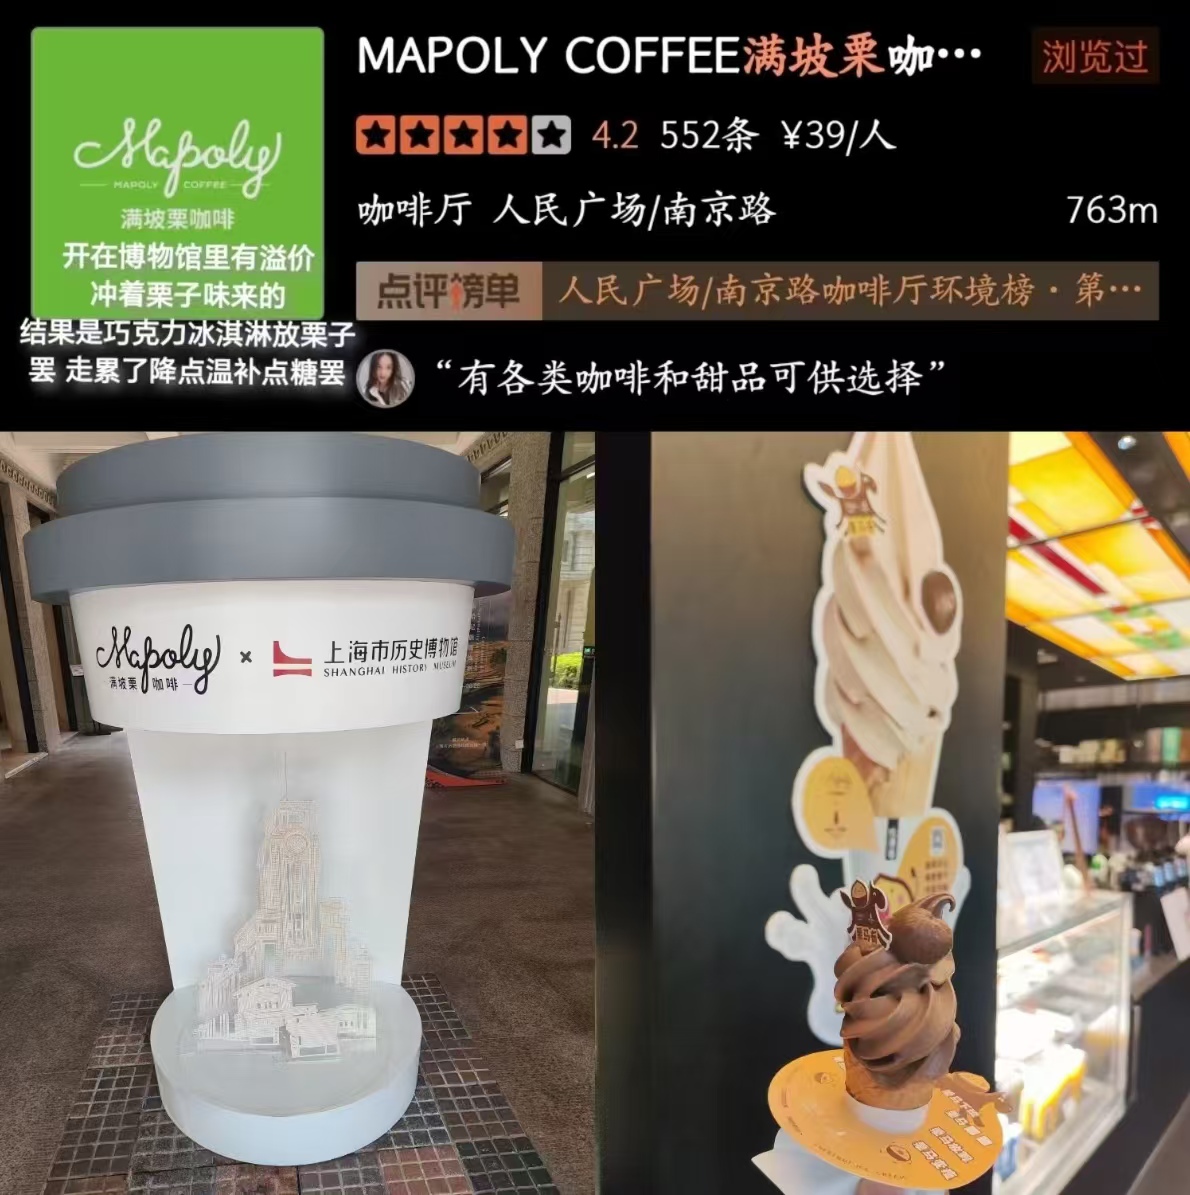 MAPOLY COFFEE满坡栗咖…
浏览过
4.2 552条 ¥39/人
咖啡厅 人民广场/南京路
763m
点评榜单
人民广场/南京路咖啡厅环境榜·第…
“有各类咖啡和甜品可供选择”
Mapoly
MAPOLY COFFEE
满坡栗咖啡
开在博物馆里有溢价
冲着栗子味来的
结果是巧克力冰淇淋放栗子
罢 走累了降点温补点糖罢
Mapoly × 上海市历史博物馆
SHANGHAI HISTORY MUSEUM
满坡栗 咖啡